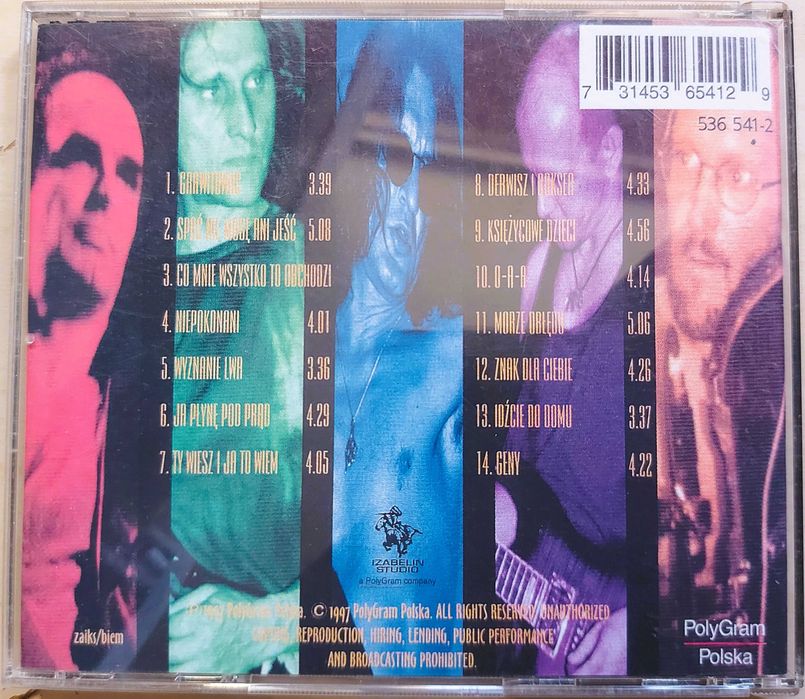 7 31453 65412 9
536 541-2
1. GRAWITOWAĆ 3.39
2. SPAĆ NIE MOGĘ ANI JEŚĆ 5.08
3. CO MNIE WSZYSTKO TO OBCHODZI
4. NIEPOKONANI 4.01
5. WYZNANIE LWA 3.36
6. JA PŁYNĘ POD PRĄD 4.29
7. TY WIESZ I JA TO WIEM 4.05
8. DERWISZ I BOKSER 4.33
9. KSIĘŻYCOWE DZIECI 4.56
10. O-A-A 4.14
11. MORZE OBŁĘDU 5.06
12. ZNAK DLA CIEBIE 4.26
13. IDŹCIE DO DOMU 3.37
14. GENY 4.22
IZABELIN
STUDIO
a PolyGram company
℗ 1997 PolyGram Polska. © 1997 PolyGram Polska. ALL RIGHTS RESERVED. UNAUTHORIZED
COPYING, REPRODUCTION, HIRING, LENDING, PUBLIC PERFORMANCE
AND BROADCASTING PROHIBITED.
zaiks/biem
PolyGram
Polska